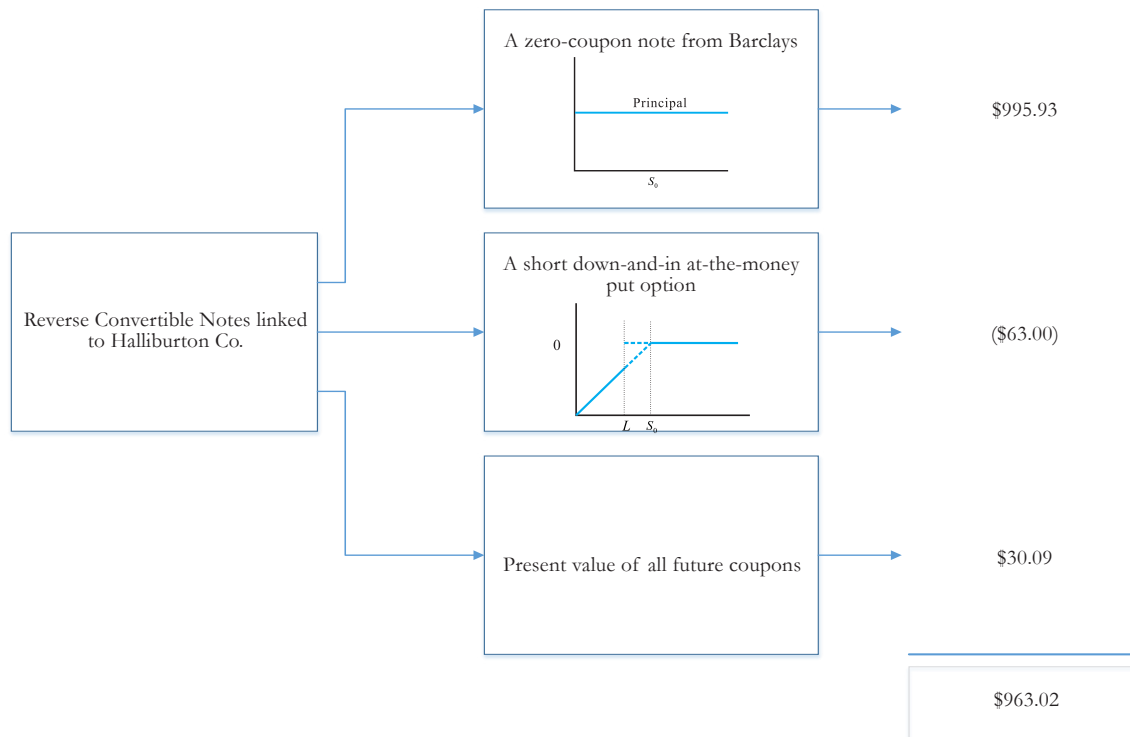 A zero-coupon note from Barclays
Principal
S₀
$995.93
Reverse Convertible Notes linked
to Halliburton Co.
A short down-and-in at-the-money
put option
0
L S₀
($63.00)
Present value of all future coupons
$30.09
$963.02